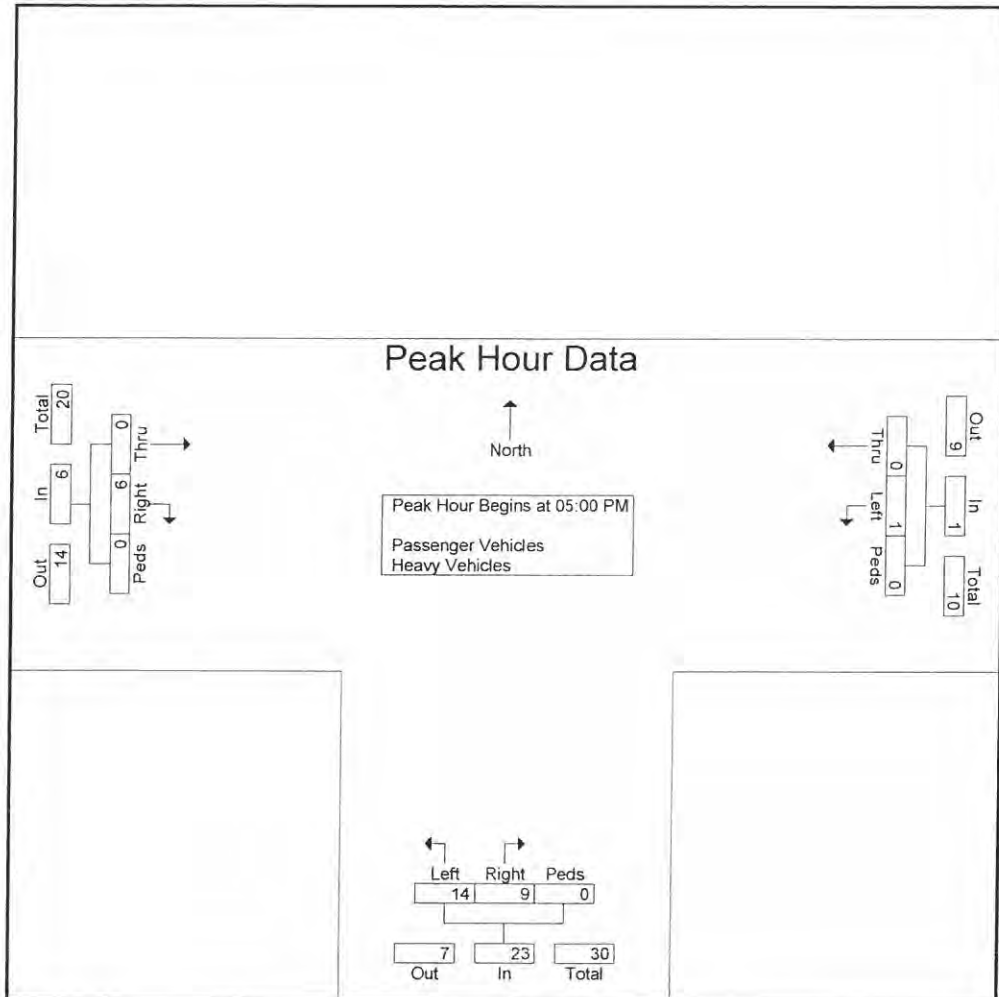 Peak Hour Data
North
Peak Hour Begins at 05:00 PM
Passenger Vehicles
Heavy Vehicles
Total In Out
20 6 14
Thru Right Peds
0 6 0
Out In Total
9 1 10
Thru Left Peds
0 1 0
Left Right Peds
14 9 0
7 23 30
Out In Total